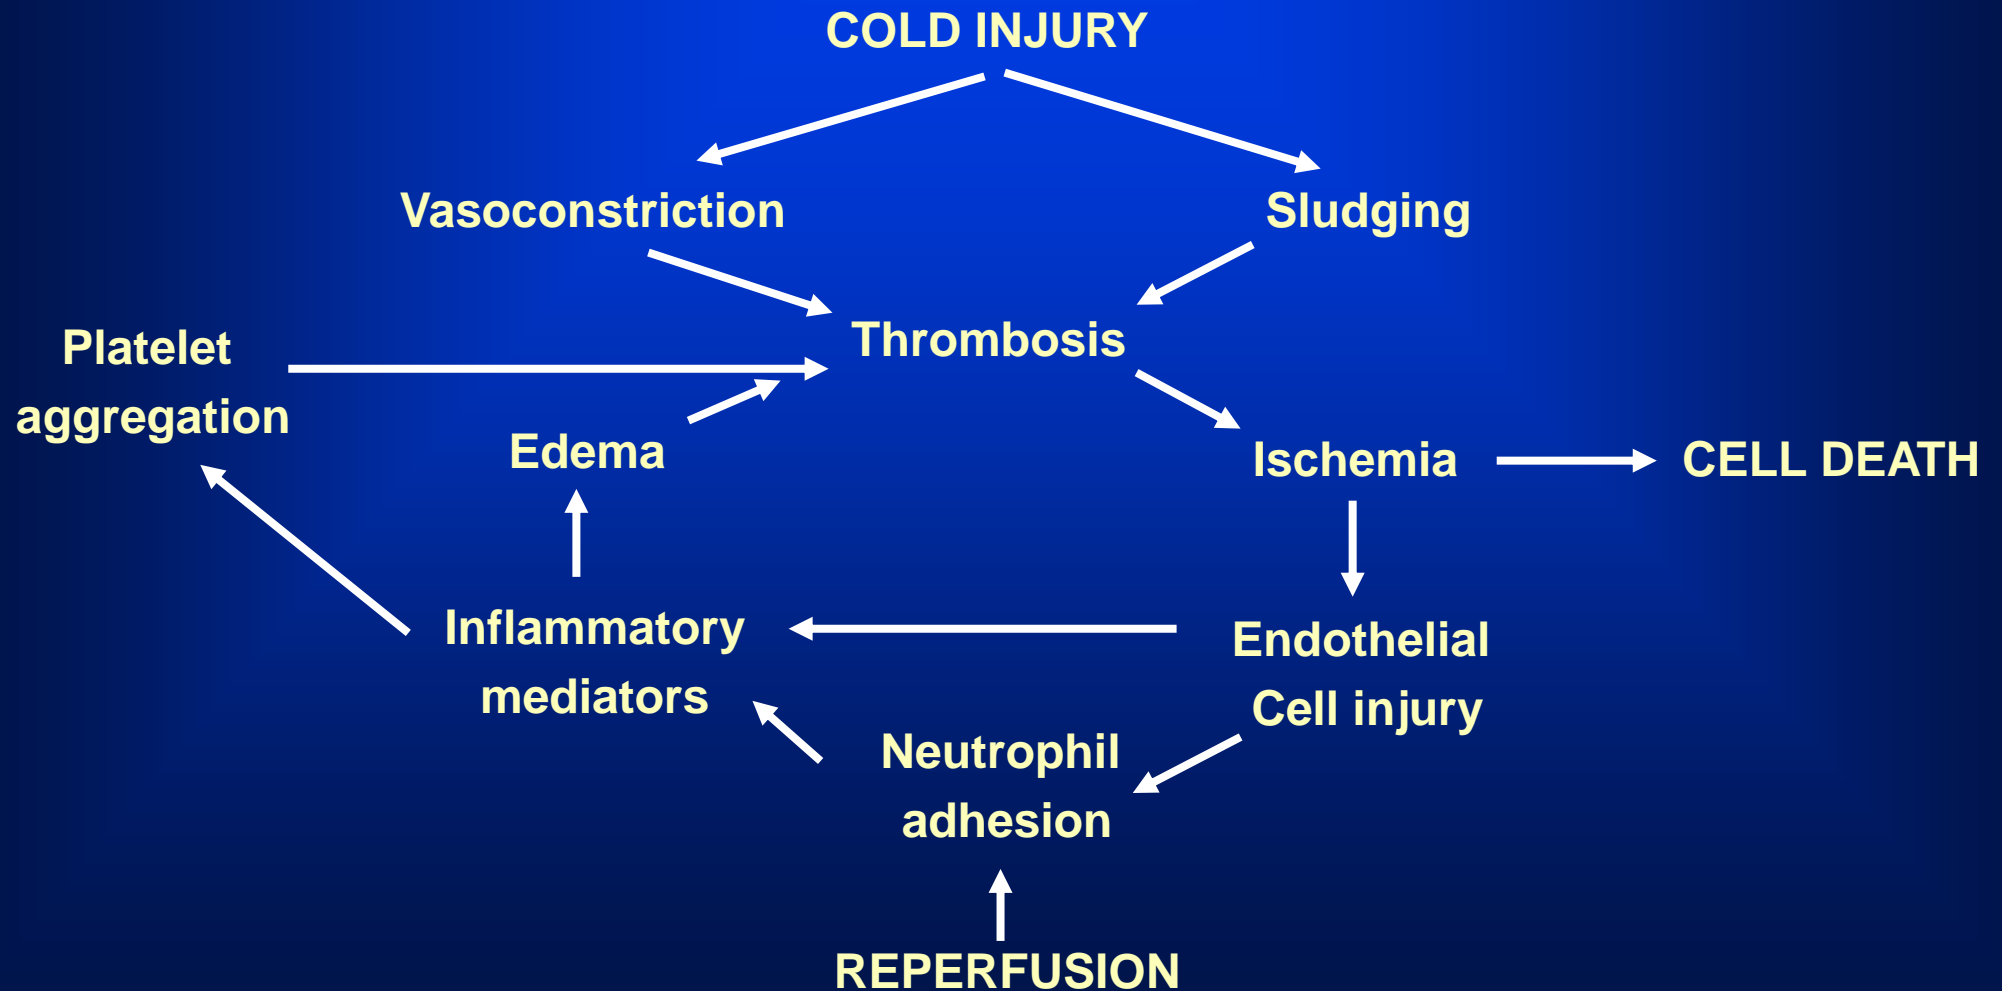 COLD INJURY
Vasoconstriction
Sludging
Thrombosis
Platelet
aggregation
Edema
Ischemia
CELL DEATH
Inflammatory
mediators
Endothelial
Cell injury
Neutrophil
adhesion
REPERFUSION